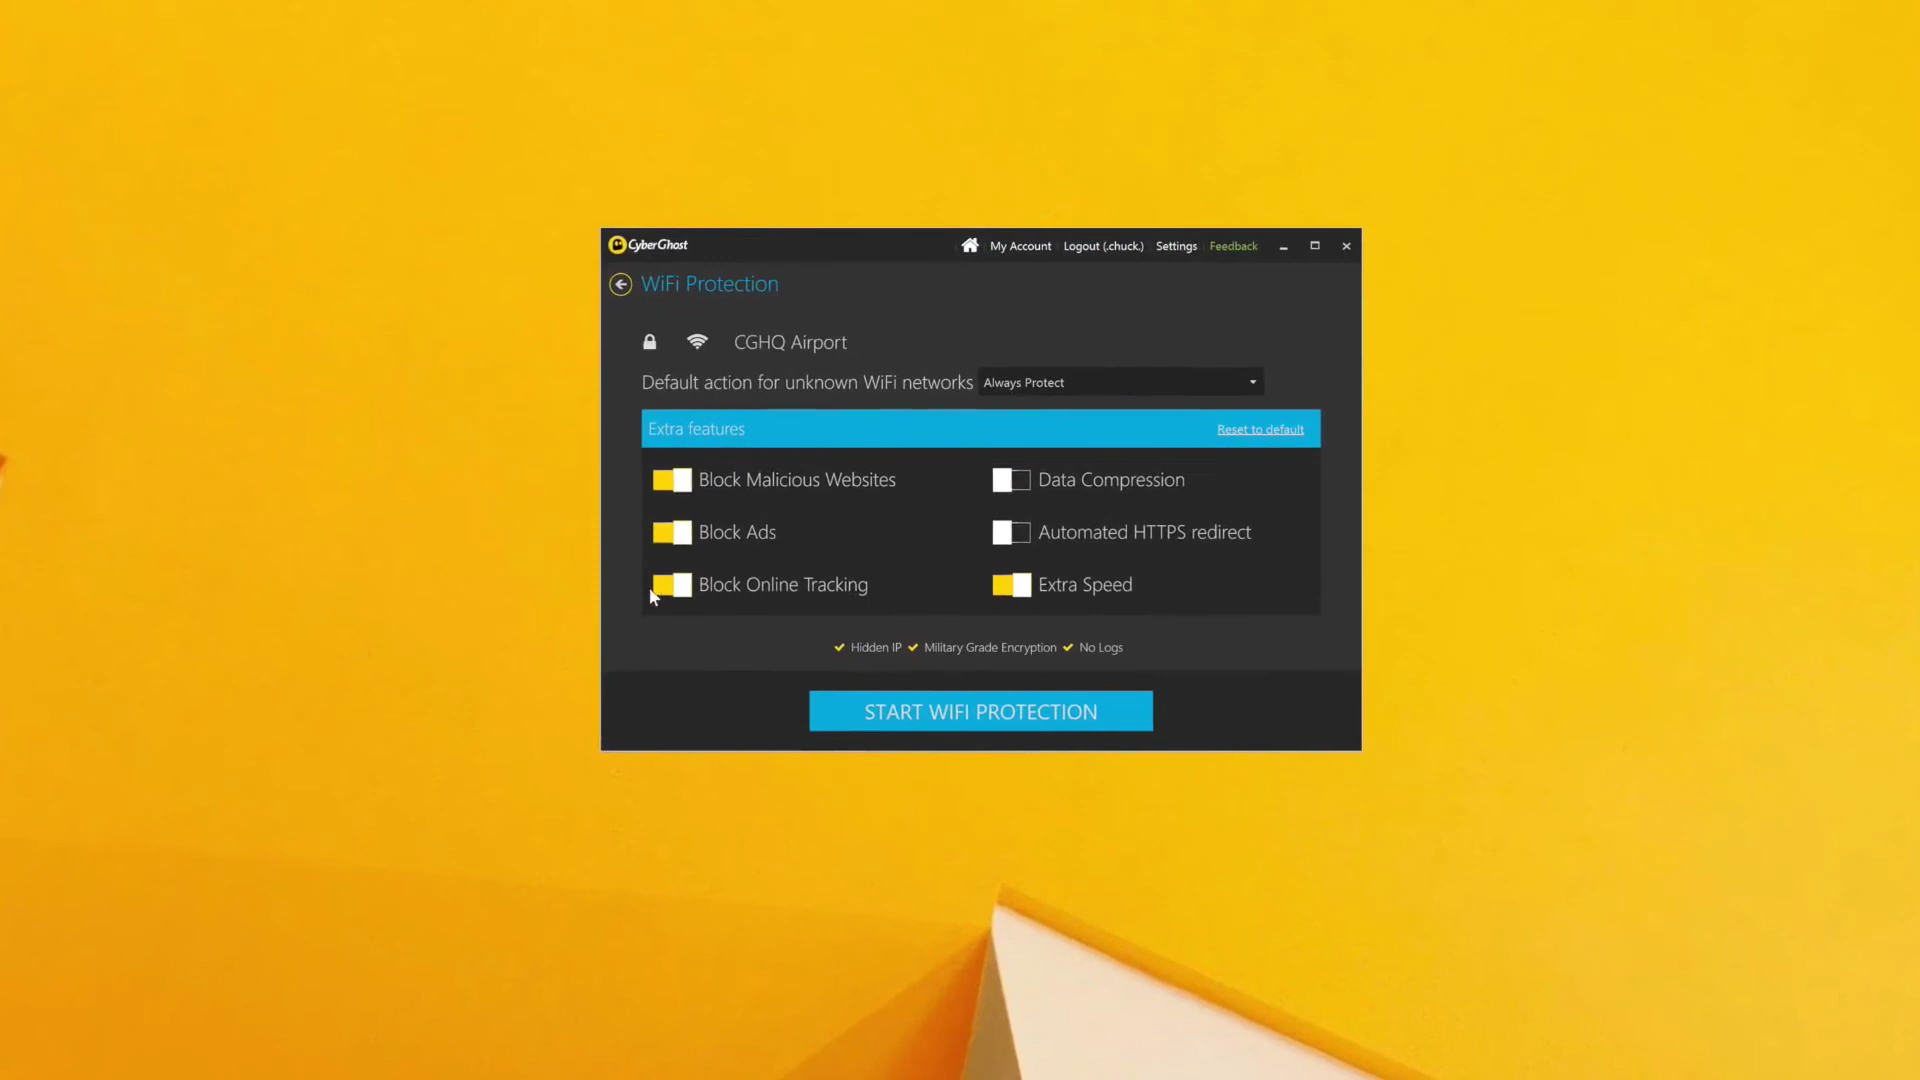 CyberGhost
My Account Logout (.chuck.) Settings Feedback
WiFi Protection
CGHQ Airport
Default action for unknown WiFi networks Always Protect
Extra features Reset to default
Block Malicious Websites Data Compression
Block Ads Automated HTTPS redirect
Block Online Tracking Extra Speed
Hidden IP Military Grade Encryption No Logs
START WIFI PROTECTION